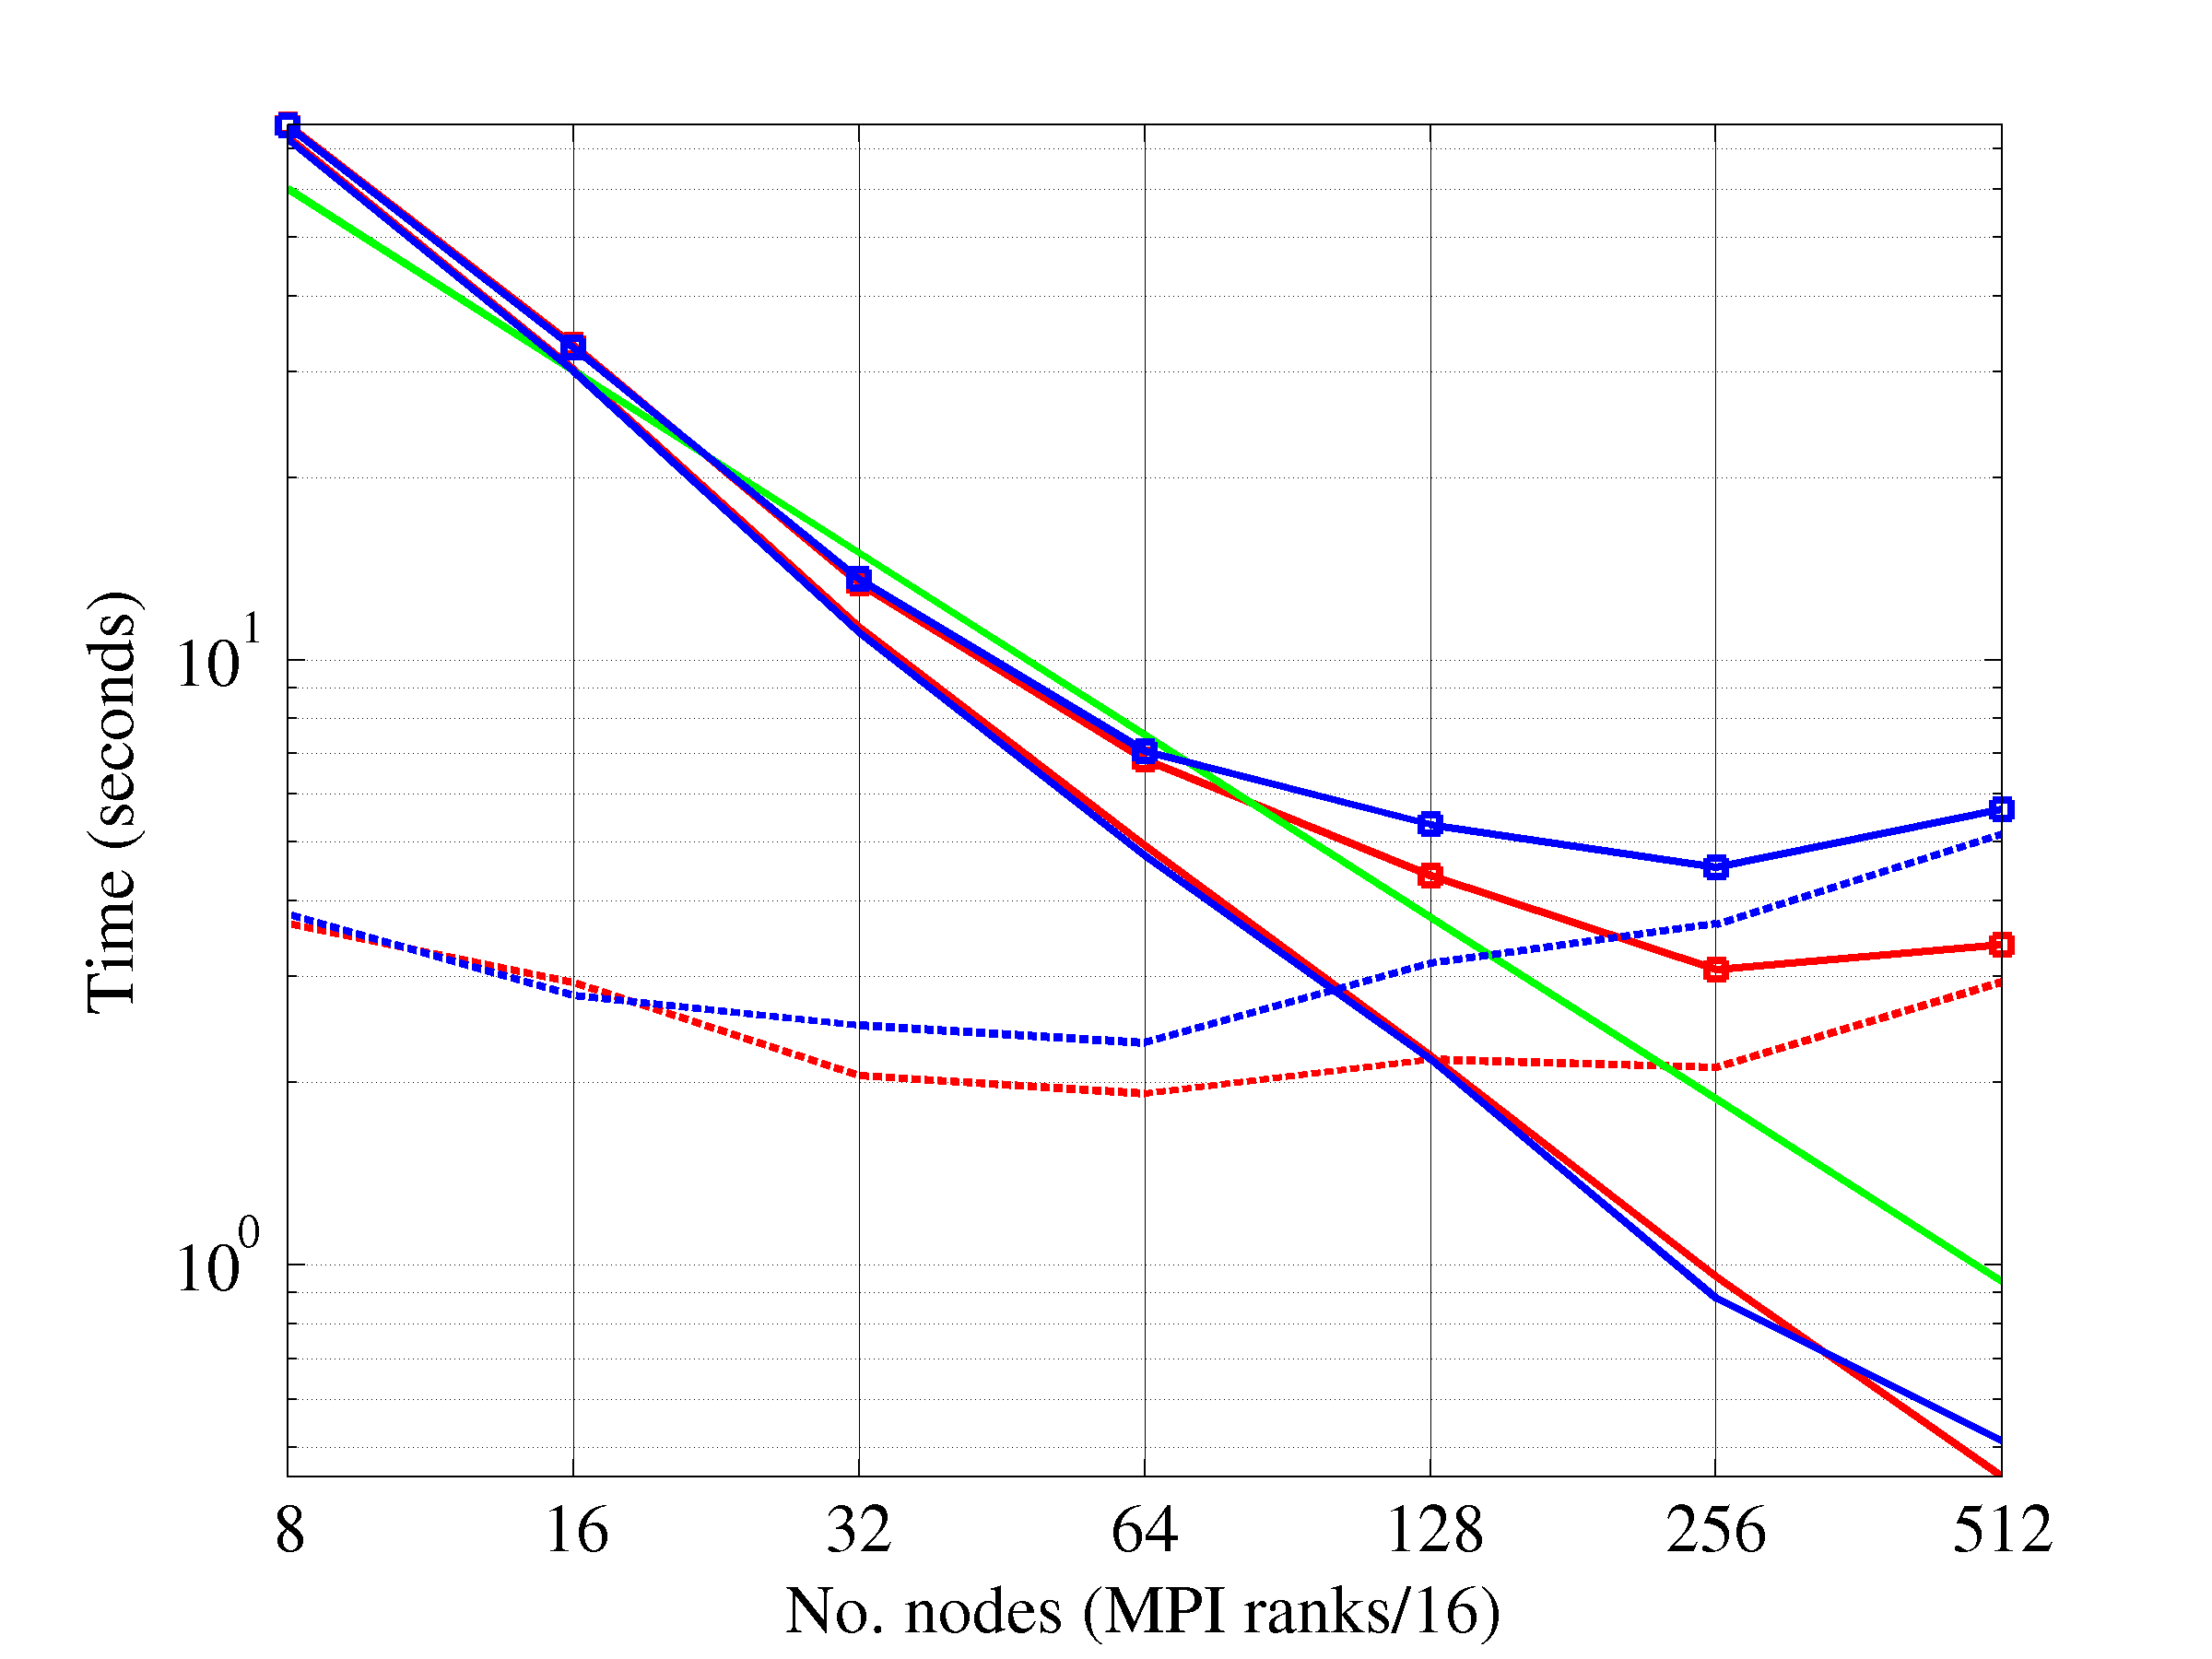 Time (seconds)
10^1
10^0
8 16 32 64 128 256 512
No. nodes (MPI ranks/16)